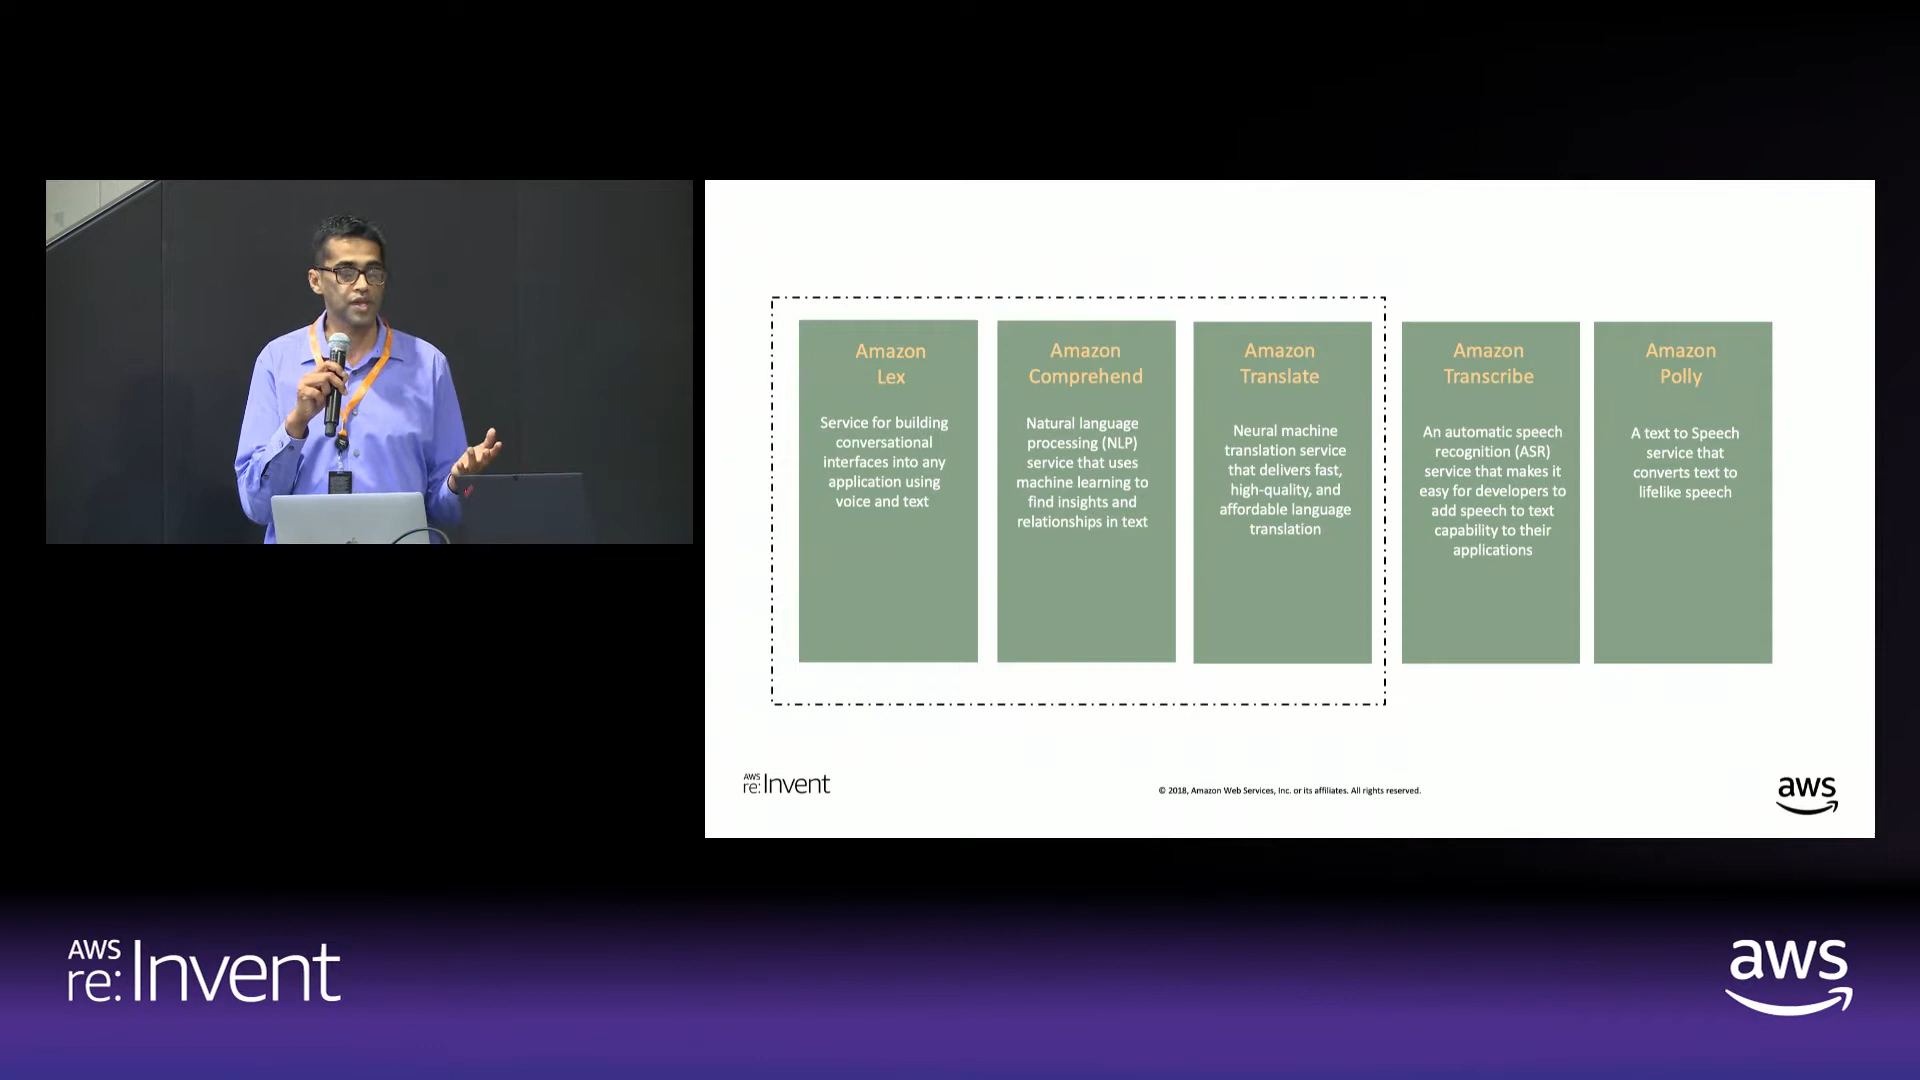 Amazon
Lex
Service for building
conversational
interfaces into any
application using
voice and text
Amazon
Comprehend
Natural language
processing (NLP)
service that uses
machine learning to
find insights and
relationships in text
Amazon
Translate
Neural machine
translation service
that delivers fast,
high-quality, and
affordable language
translation
Amazon
Transcribe
An automatic speech
recognition (ASR)
service that makes it
easy for developers to
add speech to text
capability to their
applications
Amazon
Polly
A text to Speech
service that
converts text to
lifelike speech
AWS
re:Invent
© 2018, Amazon Web Services, Inc. or its affiliates. All rights reserved.
aws
AWS
re:Invent
aws